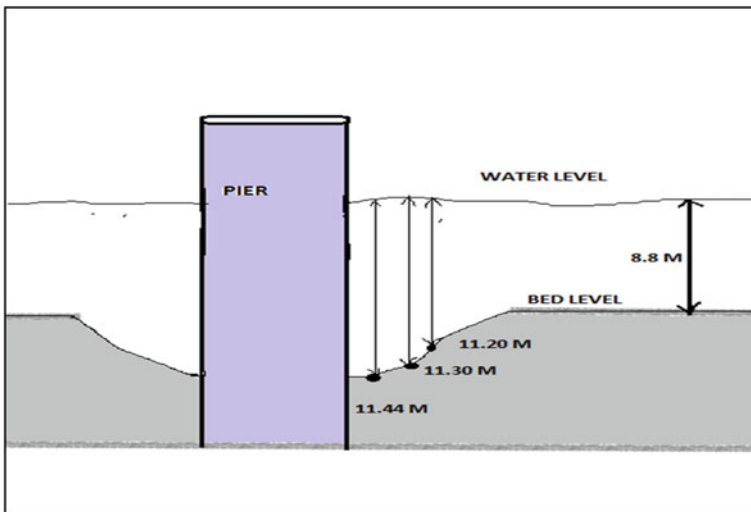 WATER LEVEL
PIER
8.8 M
BED LEVEL
11.20 M
11.30 M
11.44 M